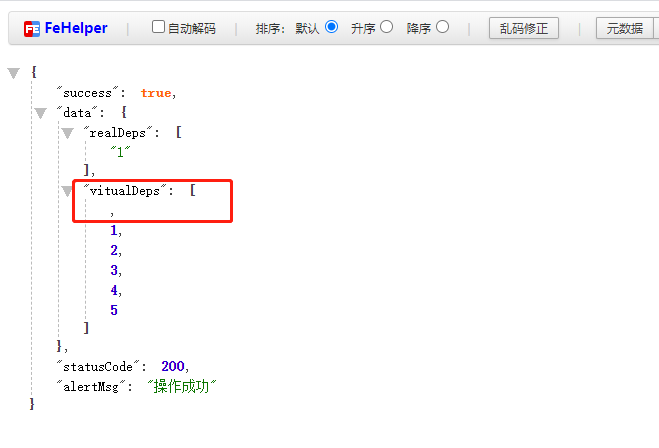 FeHelper | 自动解码 | 排序: 默认 升序 降序 | 乱码修正 | 元数据
{
"success": true,
"data": {
"realDeps": [
"1"
],
"vitualDeps": [
,
1,
2,
3,
4,
5
]
},
"statusCode": 200,
"alertMsg": "操作成功"
}